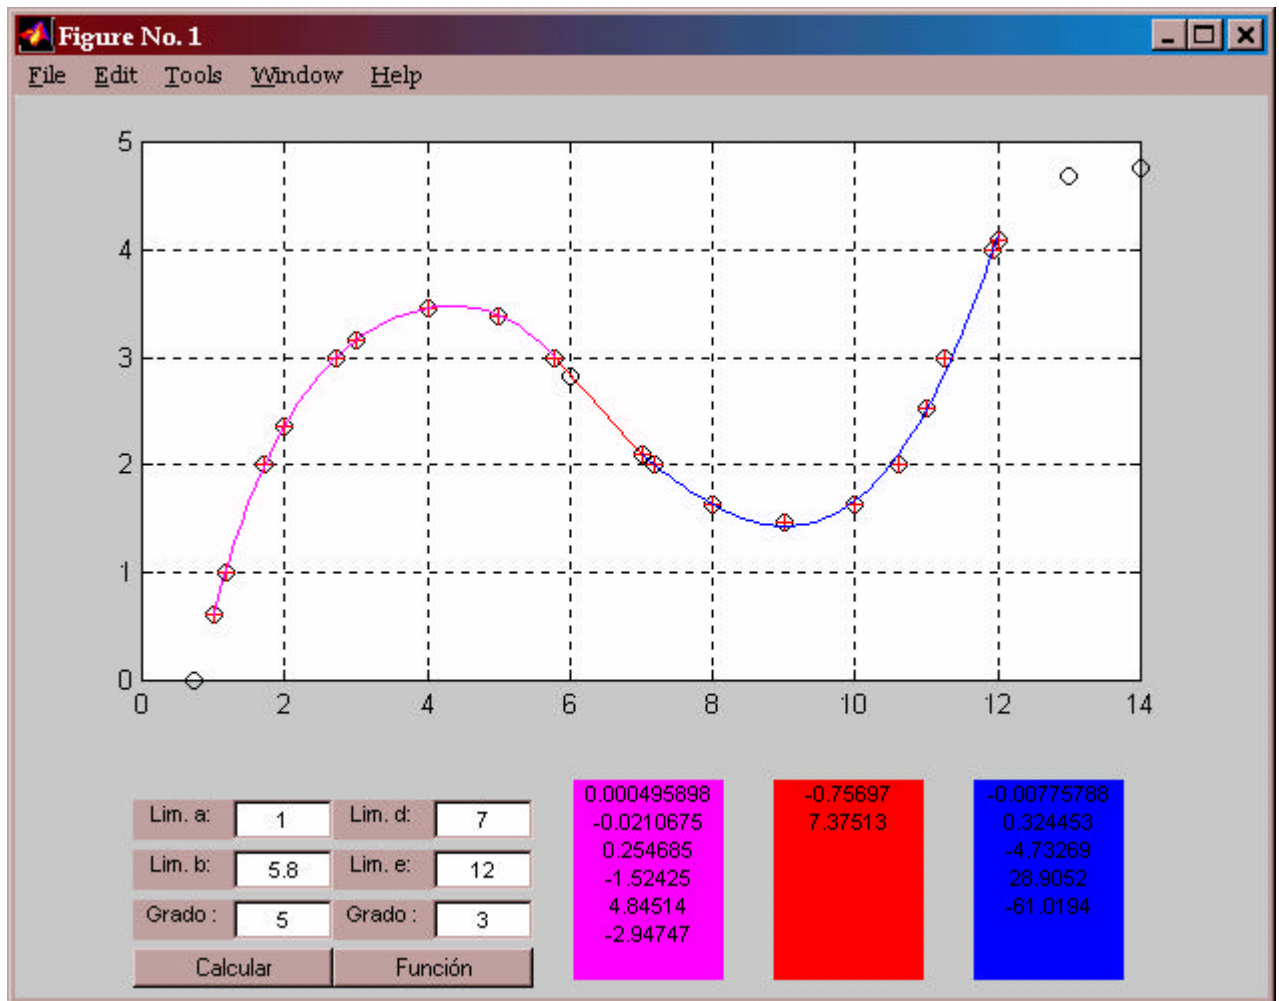 Figure No. 1
File Edit Tools Window Help
5
4
3
2
1
0
0 2 4 6 8 10 12 14
Lim. a: 1 Lim. d: 7
Lim. b: 5.8 Lim. e: 12
Grado : 5 Grado : 3
Calcular Función
0.000495898
-0.0210675
0.254685
-1.52425
4.84514
-2.94747
-0.75697
7.37513
-0.00775788
0.324453
-4.73269
28.9052
-61.0194